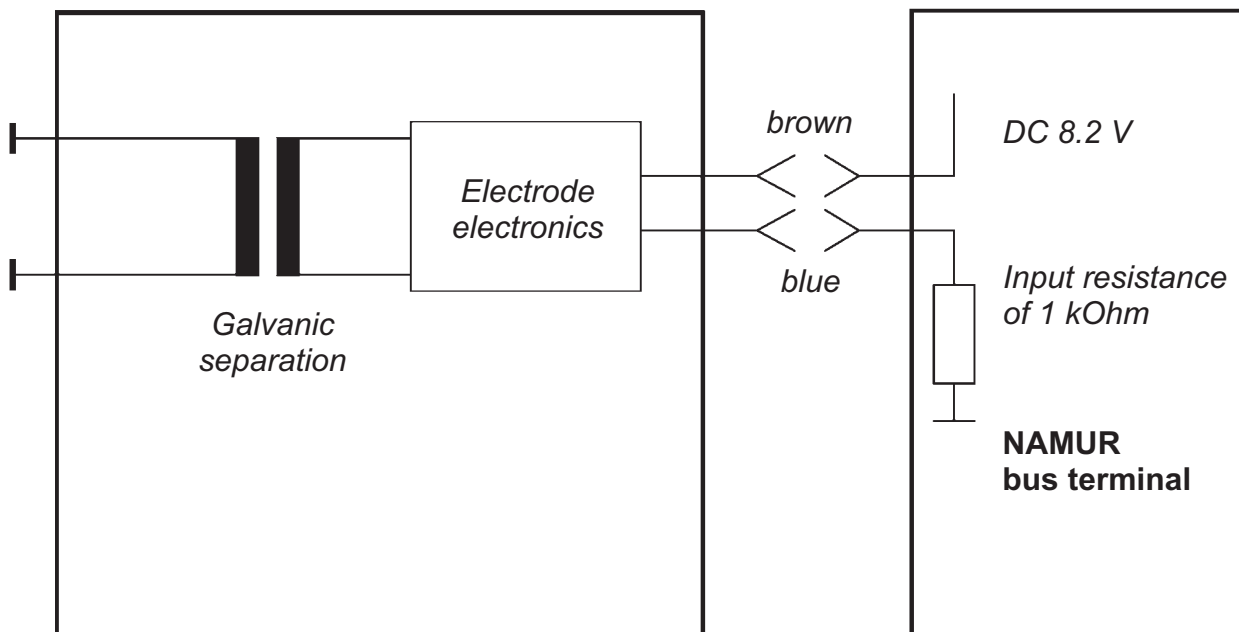 brown
DC 8.2 V
Electrode
electronics
blue
Input resistance
of 1 kOhm
Galvanic
separation
NAMUR
bus terminal